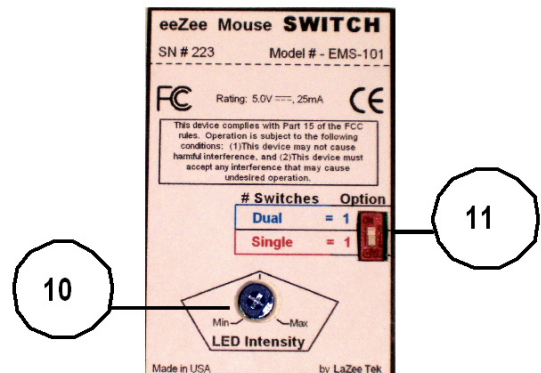 eeZee Mouse SWITCH
SN # 223 Model # - EMS-101
FC Rating: 5.0V, 25mA CE
This device complies with Part 15 of the FCC
rules. Operation is subject to the following
conditions: (1)This device may not cause
harmful interference, and (2)This device must
accept any interference that may cause
undesired operation.
# Switches Option
Dual = 1
Single = 1
11
10
Min Max
LED Intensity
Made in USA by LaZee Tek